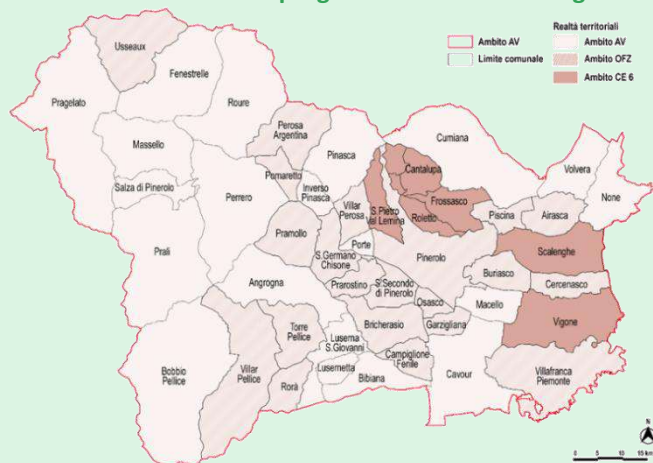 Realtà territoriali
Ambito AV
Limite comunale
Ambito AV
Ambito OFZ
Ambito CE 6
Usseaux
Fenestrelle
Pragelato
Roure
Massello
Perosa
Argentina
Pinasca
Cumiana
Cantalupa
Volvera
None
Salza di Pinerolo
Pomaretto
Inverso
Pinasca
Perrero
Villar
Perosa
S.Pietro
Val Lemina
Frossasco
Roletto
Piscina
Airasca
Prali
Pramollo
Porte
Pinerolo
Scalenghe
S.Germano
Chisone
Buriasco
Cercenasco
Angrogna
Prarostino
S.Secondo
di Pinerolo
Osasco
Macello
Vigone
Torre
Pellice
Bricherasio
Garzigliana
Luserna
S.Giovanni
Bobbio
Pellice
Villar
Pellice
Rorà
Lusernetta
Bibiana
Campiglione
Fenile
Cavour
Villafranca
Piemonte
N
0 5 10 15 km